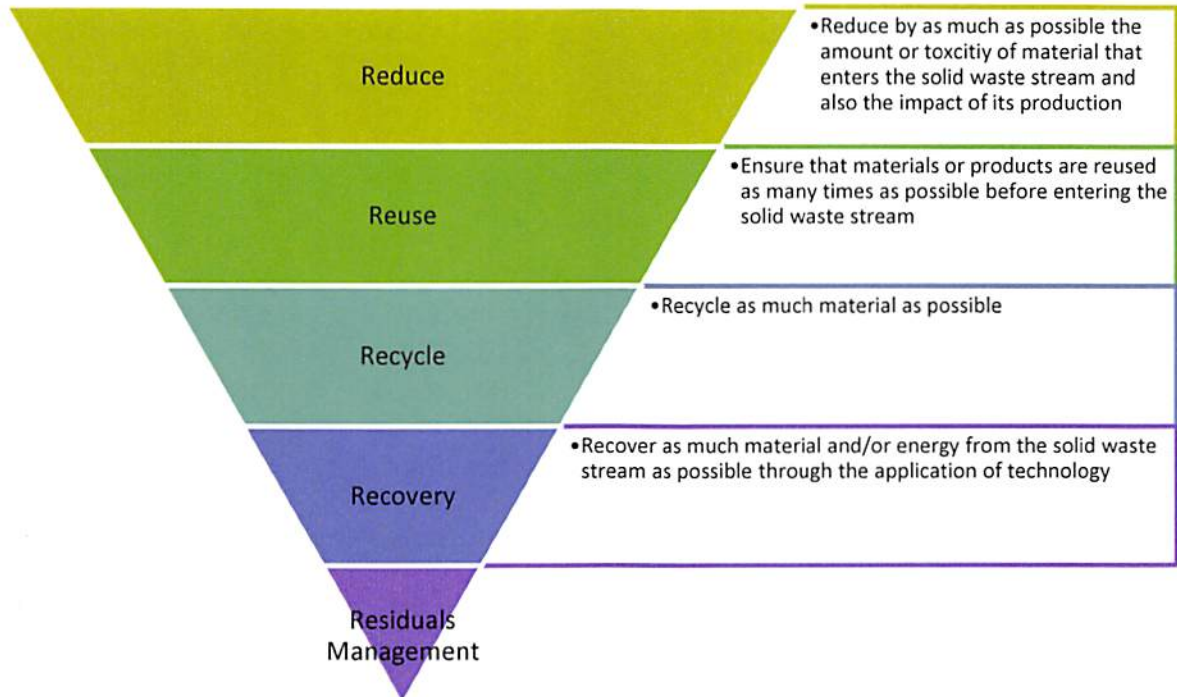 Reduce
•Reduce by as much as possible the
amount or toxcitiy of material that
enters the solid waste stream and
also the impact of its production
Reuse
•Ensure that materials or products are reused
as many times as possible before entering the
solid waste stream
Recycle
•Recycle as much material as possible
Recovery
•Recover as much material and/or energy from the solid waste
stream as possible through the application of technology
Residuals
Management